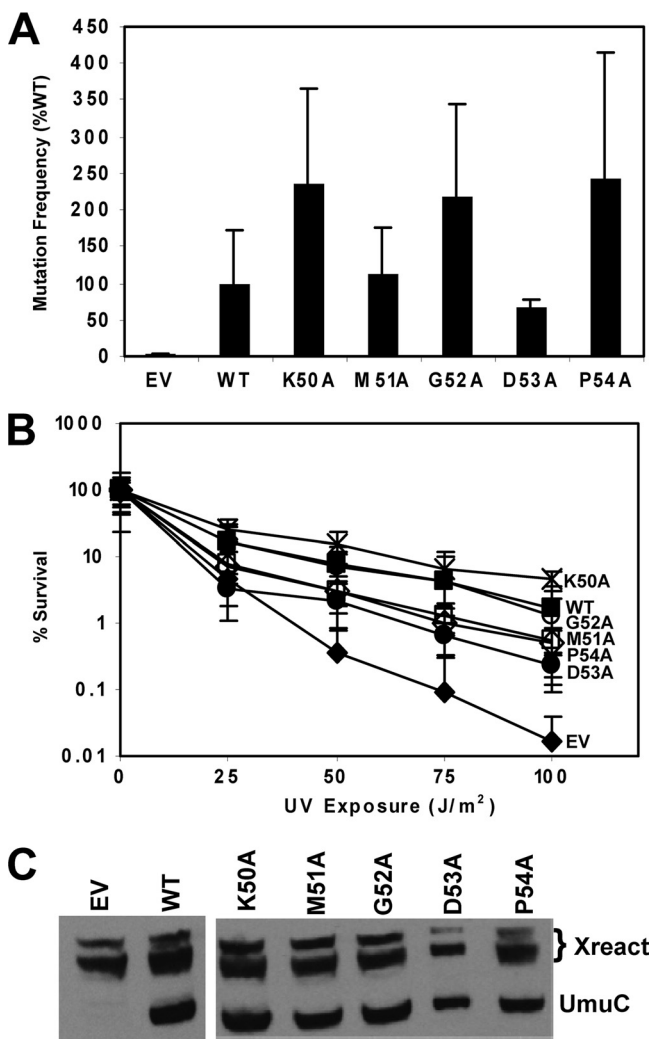 A
Mutation Frequency (%WT)
450
400
350
300
250
200
150
100
50
0
EV WT K50A M51A G52A D53A P54A
B
% Survival
1000
100
10
1
0.1
0.01
K50A
WT
G52A
M51A
P54A
D53A
EV
0 25 50 75 100
UV Exposure (J/m²)
C
EV WT K50A M51A G52A D53A P54A
} Xreact
UmuC